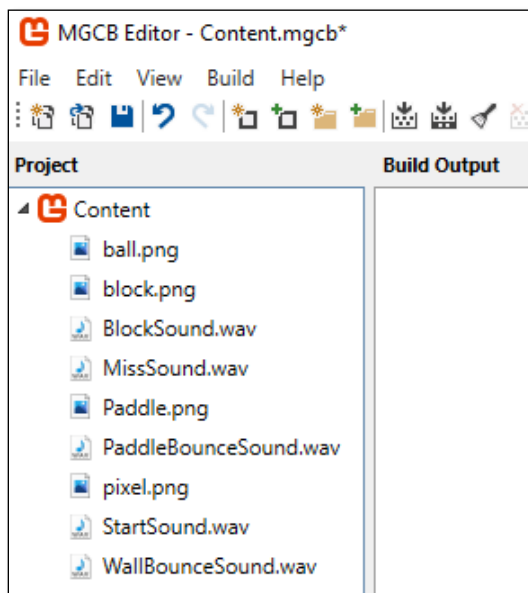 MGCB Editor - Content.mgcb*
File Edit View Build Help
Project Build Output
Content
ball.png
block.png
BlockSound.wav
MissSound.wav
Paddle.png
PaddleBounceSound.wav
pixel.png
StartSound.wav
WallBounceSound.wav